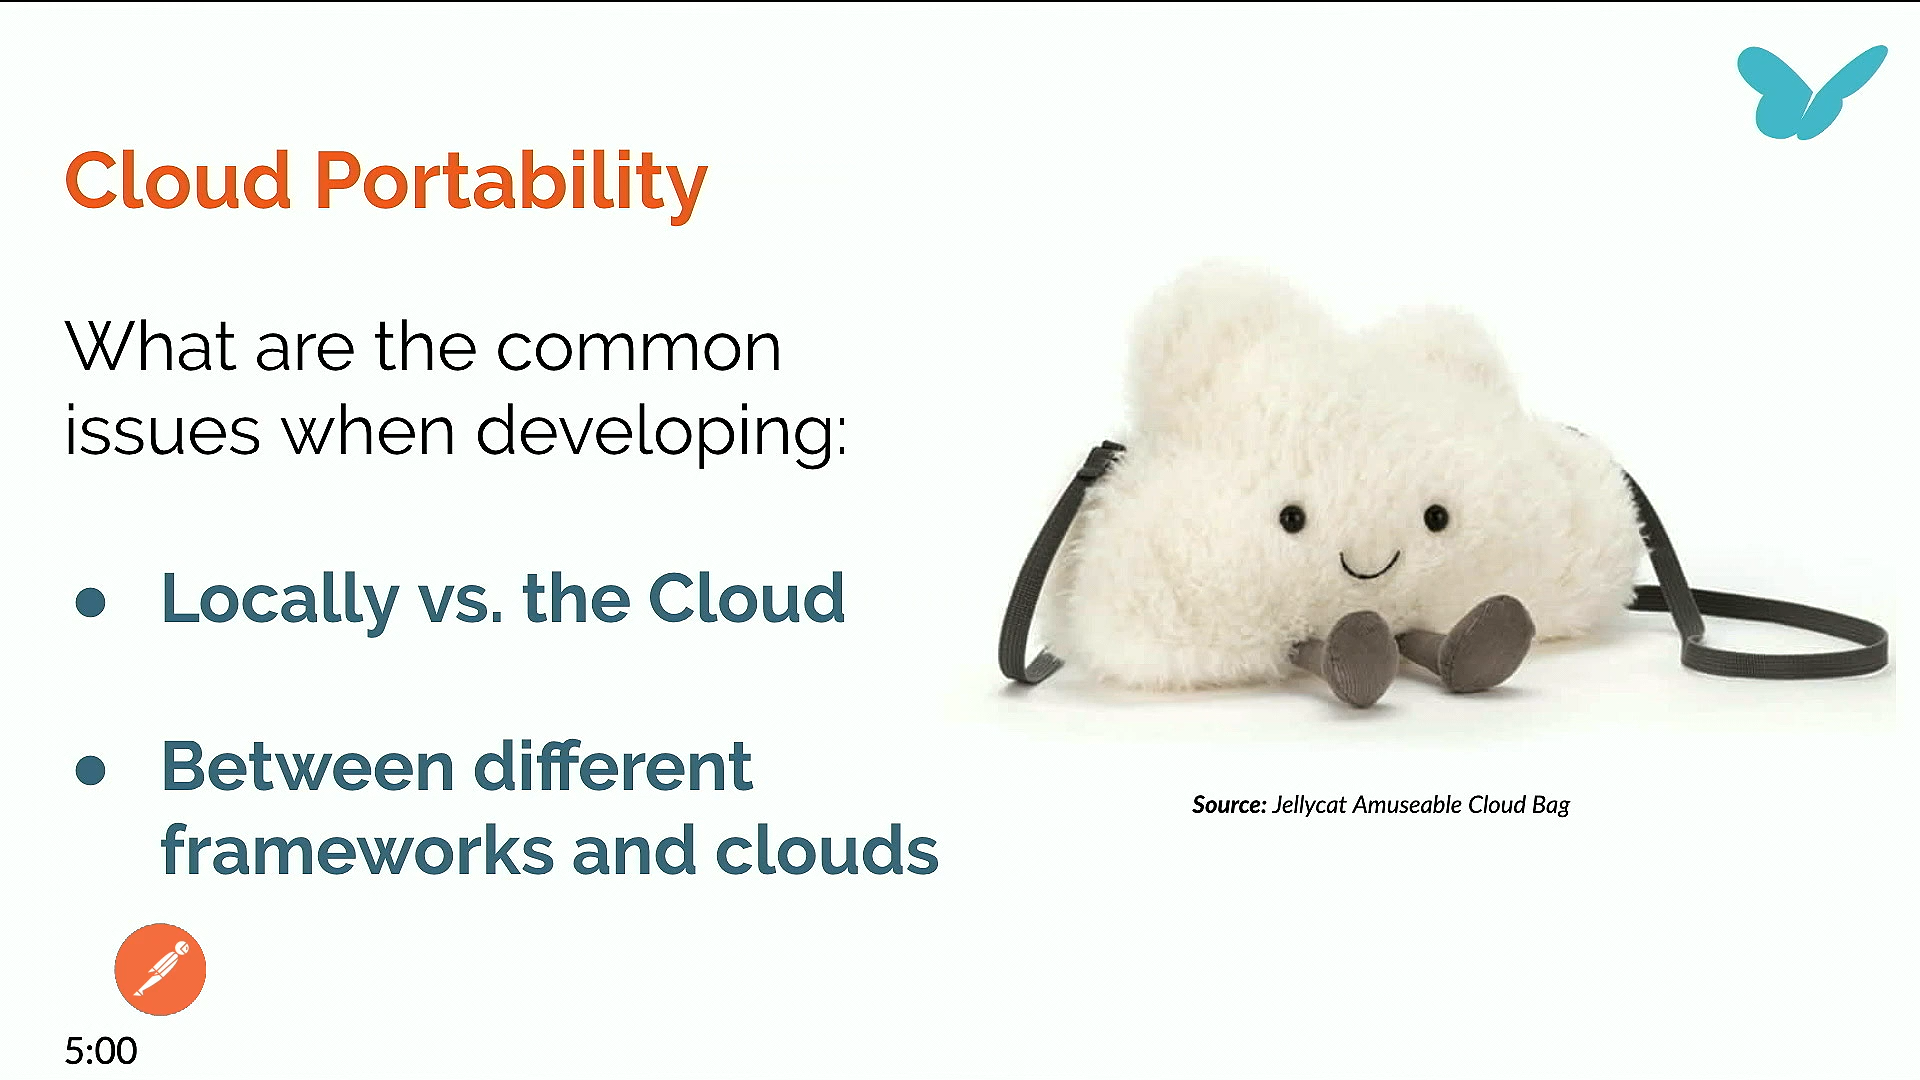 Cloud Portability
What are the common
issues when developing:
● Locally vs. the Cloud
● Between different
frameworks and clouds
Source: Jellycat Amuseable Cloud Bag
5:00